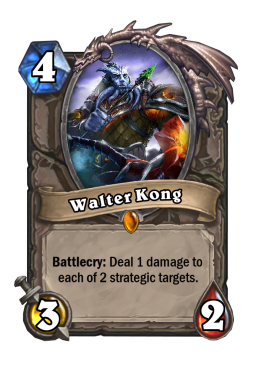 4
Walter Kong
Battlecry: Deal 1 damage to
each of 2 strategic targets.
3
2